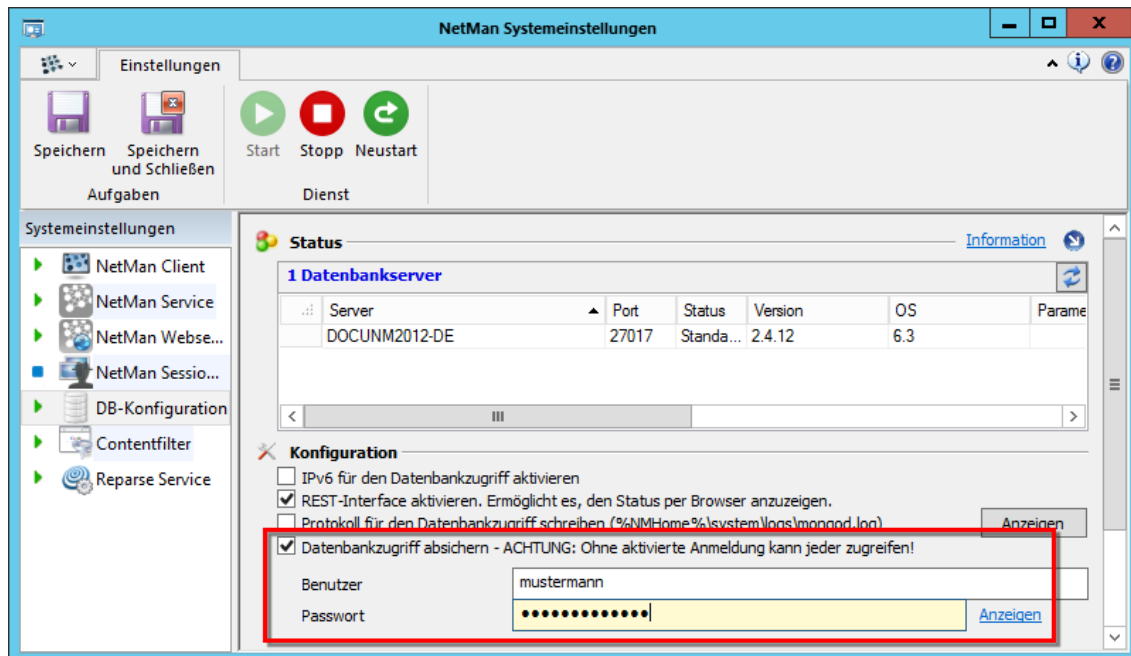 NetMan Systemeinstellungen
Einstellungen
Speichern
Speichern und Schließen
Start
Stopp
Neustart
Aufgaben
Dienst
Systemeinstellungen
NetMan Client
NetMan Service
NetMan Webse...
NetMan Sessio...
DB-Konfiguration
Contentfilter
Reparse Service
Status
Information
1 Datenbankserver
Server Port Status Version OS Parame
DOCUNM2012-DE 27017 Standa... 2.4.12 6.3
Konfiguration
IPv6 für den Datenbankzugriff aktivieren
REST-Interface aktivieren. Ermöglicht es, den Status per Browser anzuzeigen.
Protokoll für den Datenbankzugriff schreiben (%NMHome%\system\logs\mongod.log) Anzeigen
Datenbankzugriff absichern - ACHTUNG: Ohne aktivierte Anmeldung kann jeder zugreifen!
Benutzer mustermann
Passwort ••••••••••••• Anzeigen